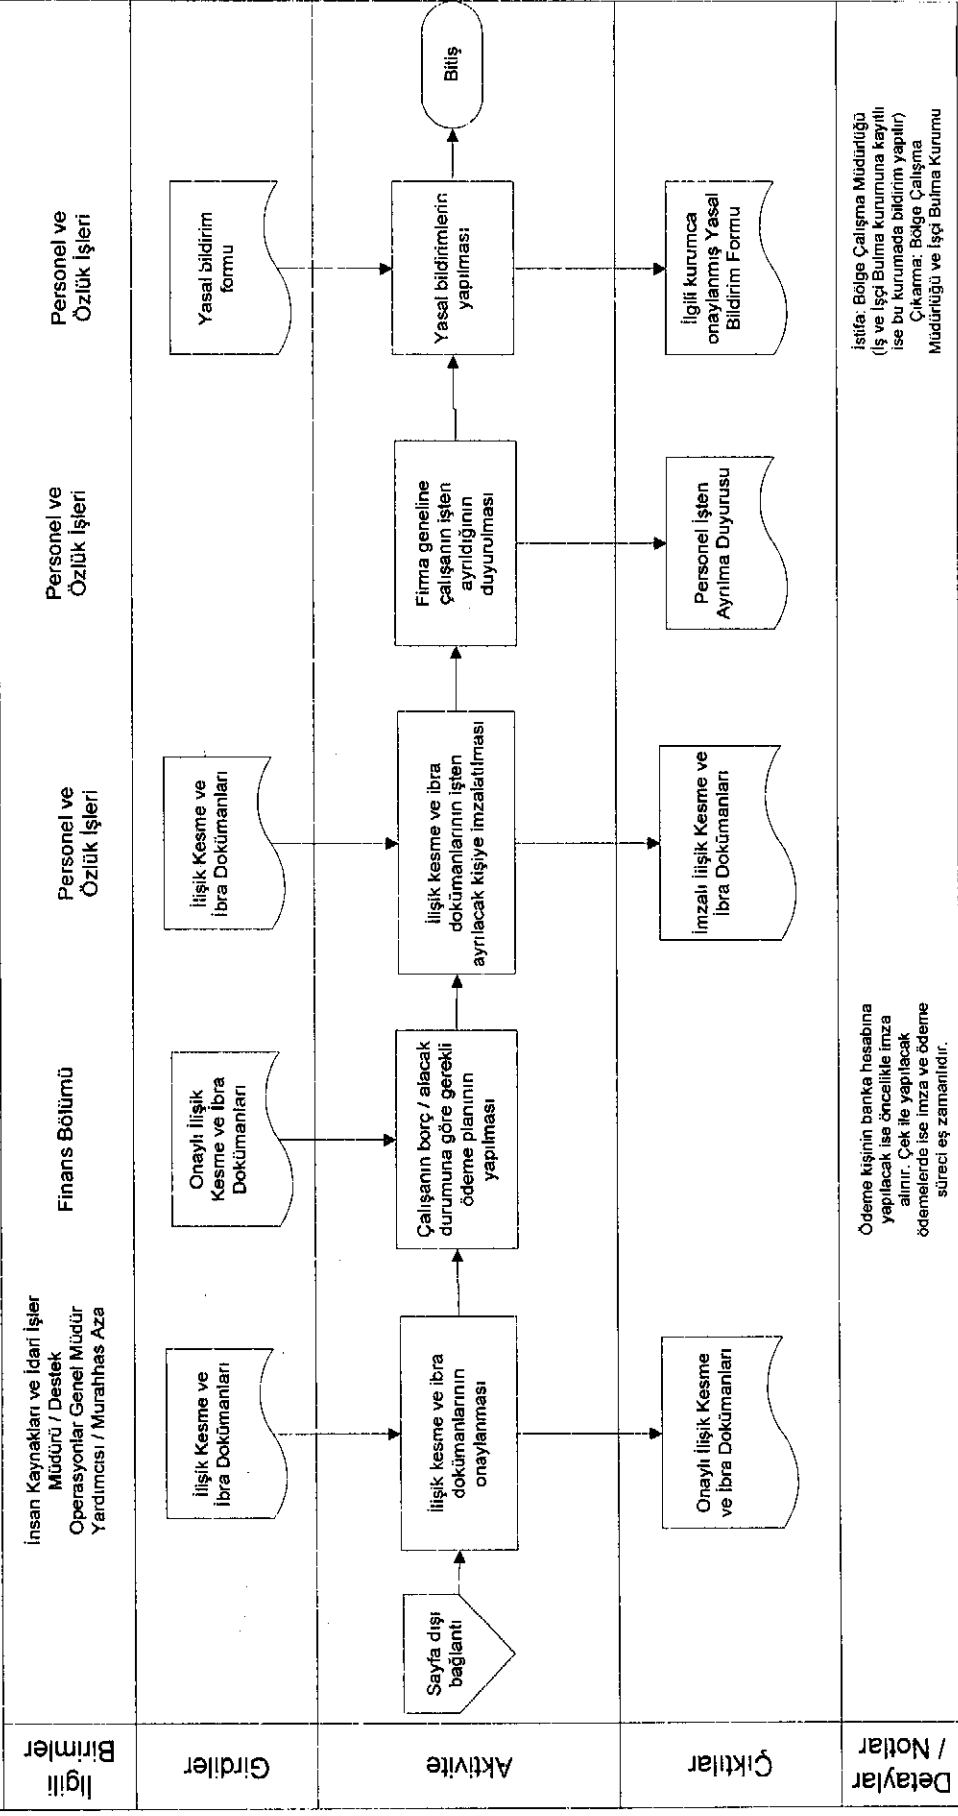 İlgili
Birimler
İnsan Kaynakları ve İdari İşler
Müdürü / Destek
Operasyonlar Genel Müdür
Yardımcısı / Murahhas Aza
Finans Bölümü
Personel ve
Özlük İşleri
Personel ve
Özlük İşleri
Personel ve
Özlük İşleri
Girdiler
İlişik Kesme ve
İbra Dokümanları
Onaylı İlişik
Kesme ve İbra
Dokümanları
İlişik Kesme ve
İbra Dokümanları
Yasal bildirim
formu
Aktivite
Sayfa dışı
bağlantı
İlişik kesme ve ibra
dokümanlarının
onaylanması
Çalışanın borç / alacak
durumuna göre gerekli
ödeme planının
yapılması
İlişik kesme ve ibra
dokümanlarının işten
ayrılacak kişiye imzalatılması
Firma geneline
çalışanın işten
ayrıldığının
duyurulması
Yasal bildirimlerin
yapılması
Bitiş
Çıktılar
Onaylı İlişik Kesme
ve İbra Dokümanları
İmzalı İlişik Kesme ve
İbra Dokümanları
Personel İşten
Ayrılma Duyurusu
İlgili kurumca
onaylanmış Yasal
Bildirim Formu
Detaylar
/ Notlar
Ödeme kişinin banka hesabına
yapılacak ise öncelikle imza
alınır. Çek ile yapılacak
ödemelerde ise imza ve ödeme
süreci eş zamanlıdır.
İstifa: Bölge Çalışma Müdürlüğü
(İş ve İşçi Bulma kurumuna kayıtlı
ise bu kurumada bildirim yapılır)
Çıkarma: Bölge Çalışma
Müdürlüğü ve İşçi Bulma Kurumu